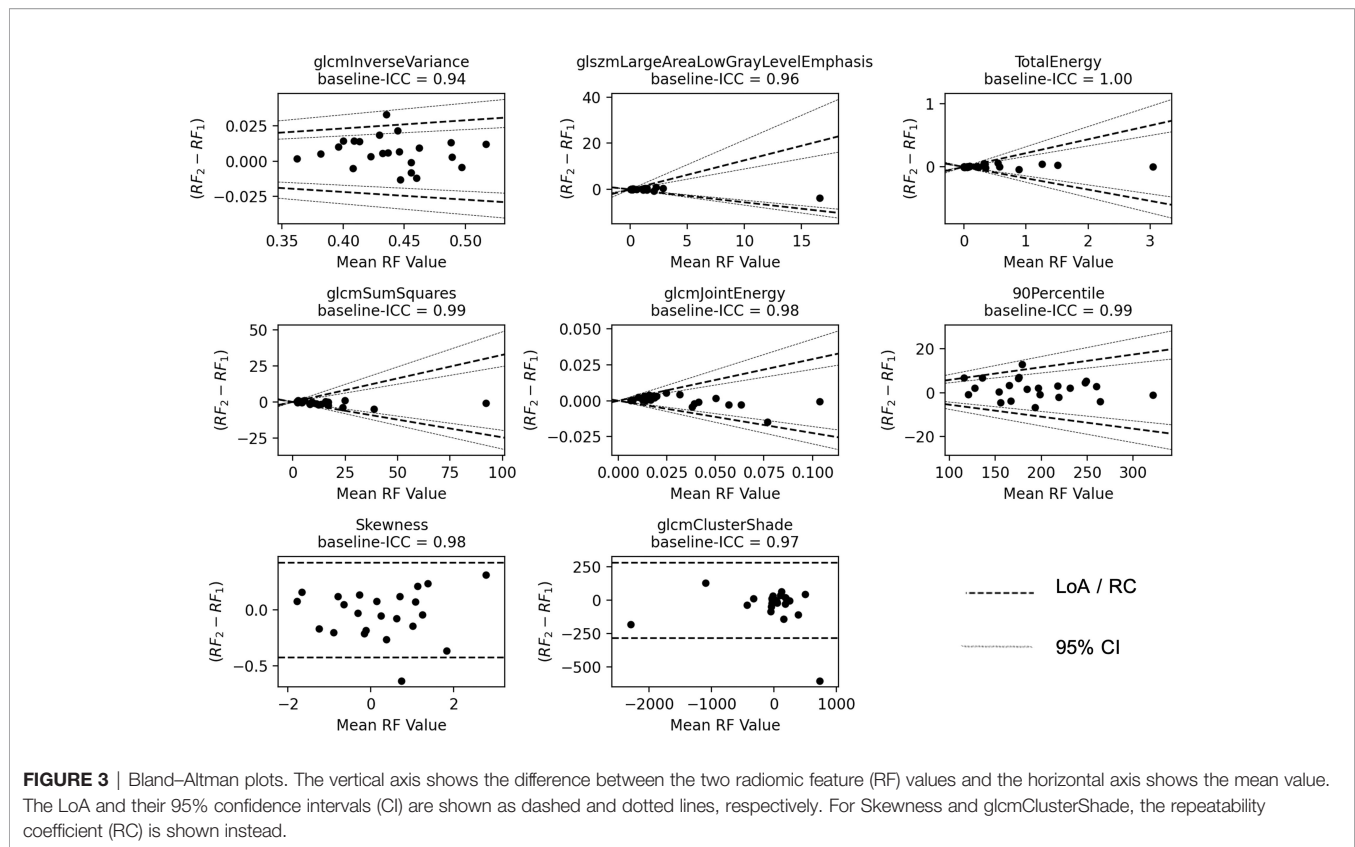 glcmInverseVariance
baseline-ICC = 0.94
(RF₂ − RF₁)
0.025
0.000
−0.025
0.35 0.40 0.45 0.50
Mean RF Value
glszmLargeAreaLowGrayLevelEmphasis
baseline-ICC = 0.96
(RF₂ − RF₁)
40
20
0
0 5 10 15
Mean RF Value
TotalEnergy
baseline-ICC = 1.00
(RF₂ − RF₁)
1
0
0 1 2 3
Mean RF Value
glcmSumSquares
baseline-ICC = 0.99
(RF₂ − RF₁)
50
25
0
−25
0 25 50 75 100
Mean RF Value
glcmJointEnergy
baseline-ICC = 0.98
(RF₂ − RF₁)
0.050
0.025
0.000
−0.025
0.000 0.025 0.050 0.075 0.100
Mean RF Value
90Percentile
baseline-ICC = 0.99
(RF₂ − RF₁)
20
0
−20
100 150 200 250 300
Mean RF Value
Skewness
baseline-ICC = 0.98
(RF₂ − RF₁)
0.0
−0.5
−2 0 2
Mean RF Value
glcmClusterShade
baseline-ICC = 0.97
(RF₂ − RF₁)
250
0
−250
−500
−2000 −1000 0 1000
Mean RF Value
LoA / RC
95% CI
FIGURE 3 | Bland–Altman plots. The vertical axis shows the difference between the two radiomic feature (RF) values and the horizontal axis shows the mean value.
The LoA and their 95% confidence intervals (CI) are shown as dashed and dotted lines, respectively. For Skewness and glcmClusterShade, the repeatability
coefficient (RC) is shown instead.